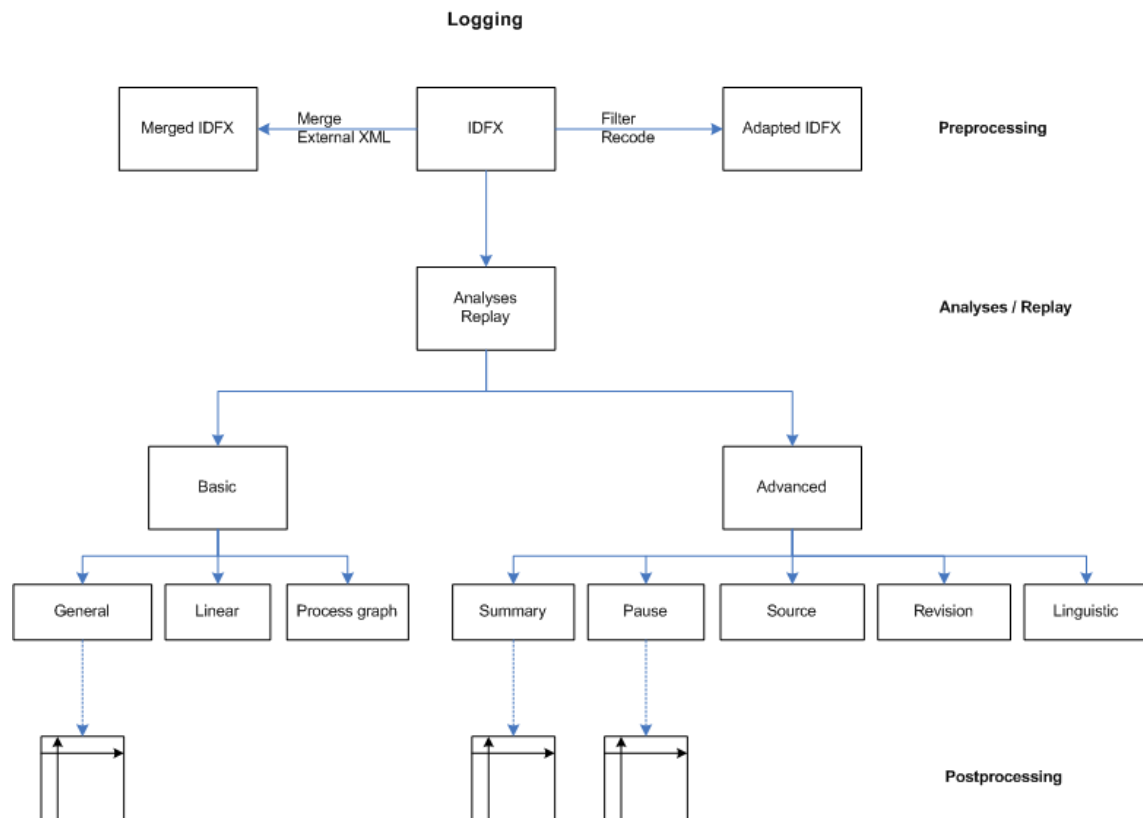 Logging
Merged IDFX
Merge
External XML
IDFX
Filter
Recode
Adapted IDFX
Preprocessing
Analyses
Replay
Analyses / Replay
Basic
Advanced
General
Linear
Process graph
Summary
Pause
Source
Revision
Linguistic
Postprocessing